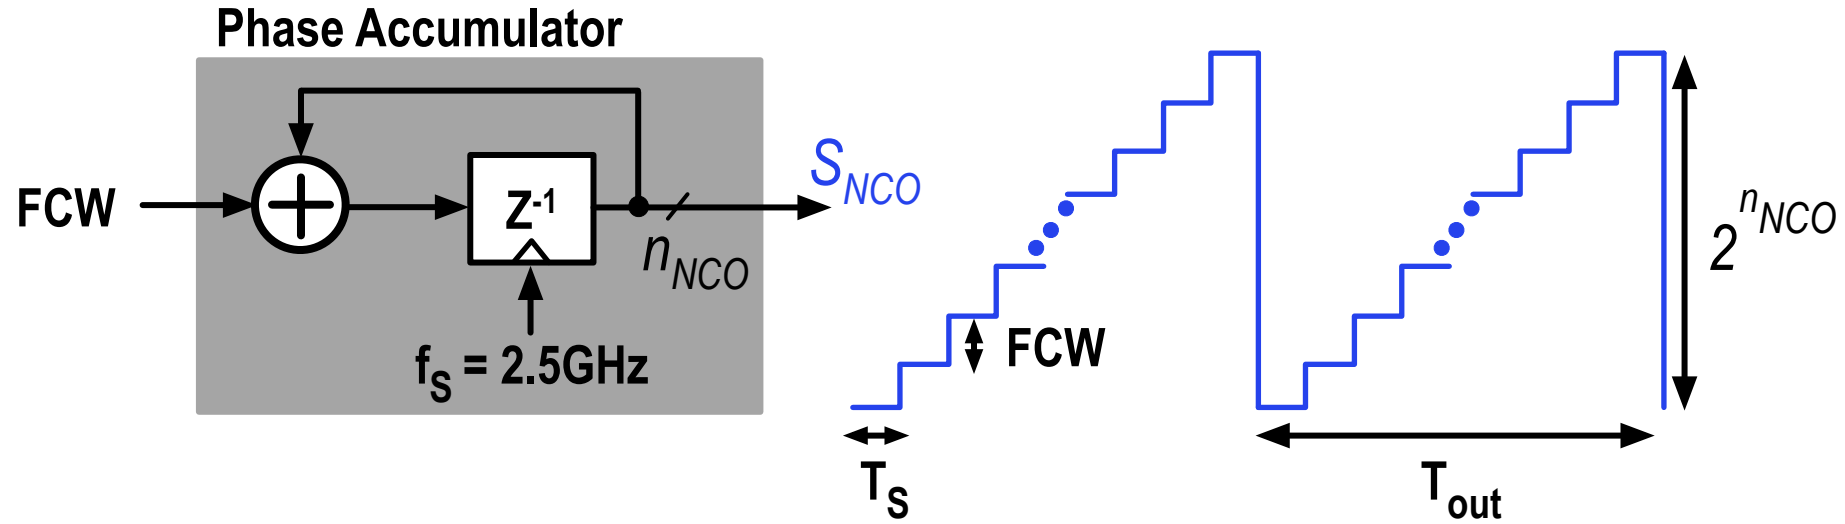 Phase Accumulator
FCW
Z-1
nNCO
fS = 2.5GHz
SNCO
FCW
TS
Tout
2nNCO